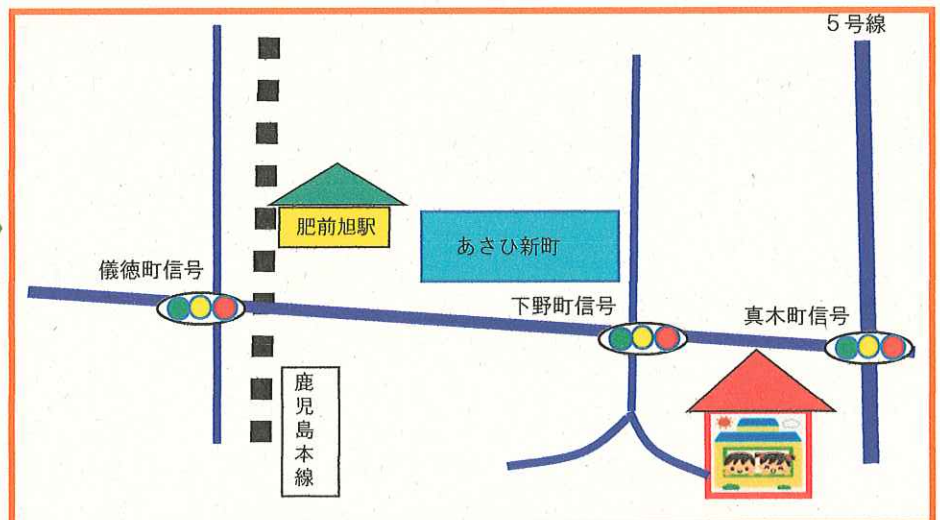 5号線
肥前旭駅
あさひ新町
儀徳町信号
下野町信号
真木町信号
鹿児島本線